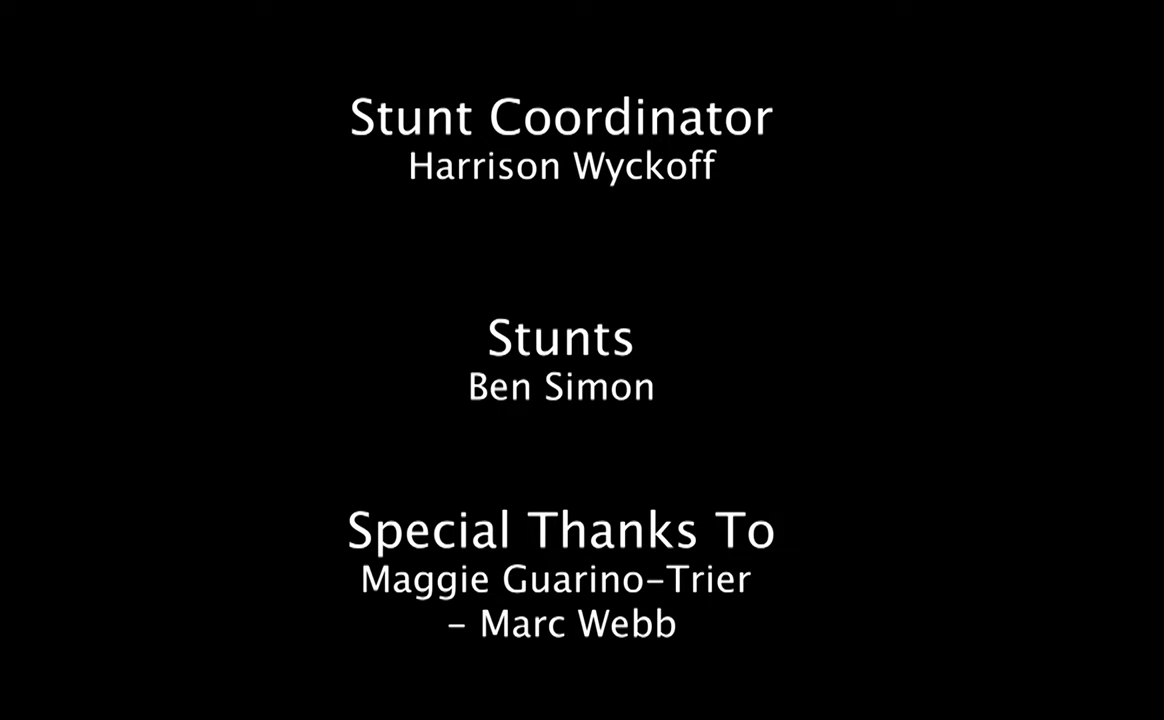 Stunt Coordinator
Harrison Wyckoff
Stunts
Ben Simon
Special Thanks To
Maggie Guarino-Trier
- Marc Webb